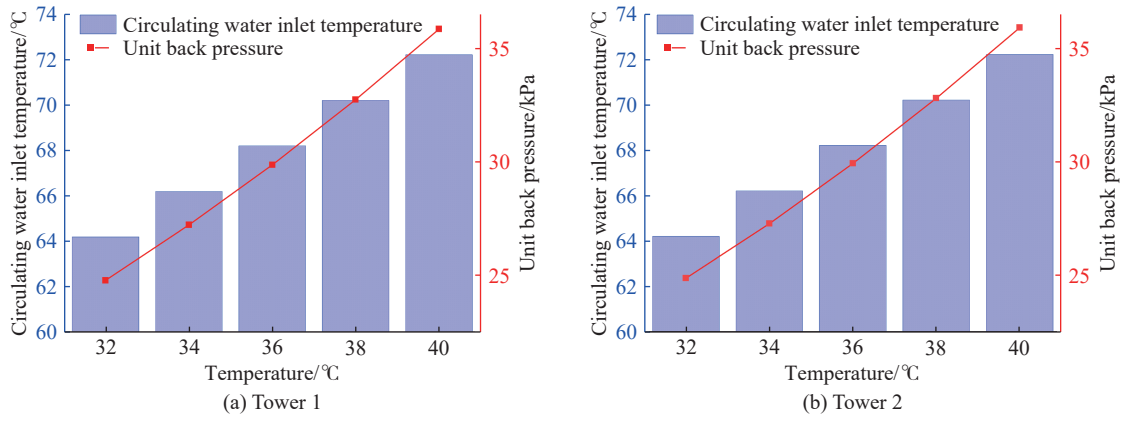 Circulating water inlet temperature/℃
74
72
70
68
66
64
62
60
Circulating water inlet temperature
Unit back pressure
35
30
25
Unit back pressure/kPa
32 34 36 38 40
Temperature/℃
(a) Tower 1
Circulating water inlet temperature/℃
74
72
70
68
66
64
62
60
Circulating water inlet temperature
Unit back pressure
35
30
25
Unit back pressure/kPa
32 34 36 38 40
Temperature/℃
(b) Tower 2